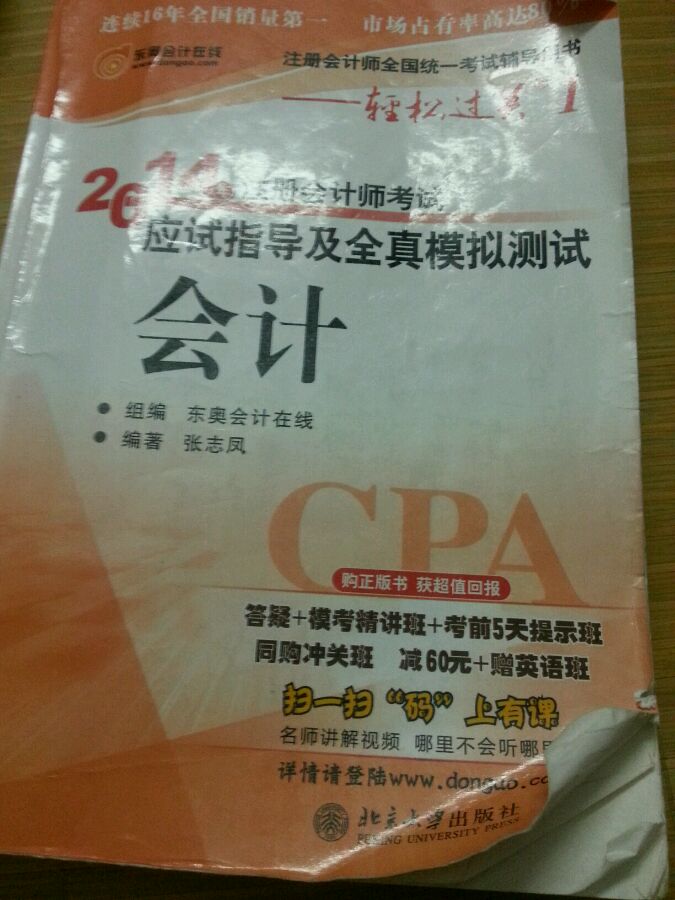 连续16年全国销量第一 市场占有率高达80%
东奥会计在线
www.dongao.com
注册会计师全国统一考试辅导用书
——轻松过关1
2014年注册会计师考试
应试指导及全真模拟测试
会计
● 组编 东奥会计在线
● 编著 张志凤
CPA
购正版书 获超值回报
答疑+模考精讲班+考前5天提示班
同购冲关班 减60元+赠英语班
扫一扫“码”上有课
名师讲解视频 哪里不会听哪
详情请登陆www.dongao.co
北京大学出版社
PEKING UNIVERSITY PRESS